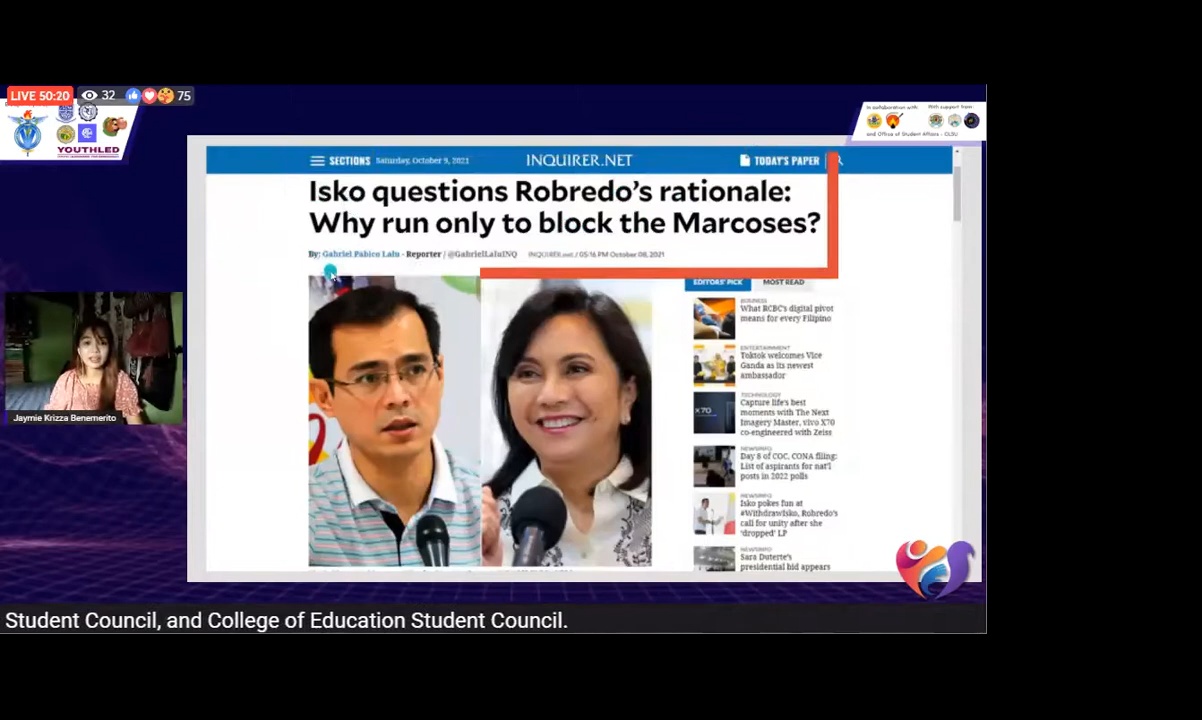 LIVE 50:20 32 75
In collaboration with: With support from:
and Office of Student Affairs - CLSU
YOUTHLED
SECTIONS Saturday, October 9, 2021 INQUIRER.NET TODAY'S PAPER
Isko questions Robredo's rationale:
Why run only to block the Marcoses?
By: Gabriel Pabico Lalu - Reporter / @GabrielLaluINQ INQUIRER.net / 05:16 PM October 08, 2021
EDITORS' PICK MOST READ
BUSINESS
What RCBC's digital pivot
means for every Filipino
ENTERTAINMENT
Toktok welcomes Vice
Ganda as its newest
ambassador
TECHNOLOGY
X70
Capture life's best
moments with The Next
Imagery Master, vivo X70
co-engineered with Zeiss
NEWSINFO
Day 8 of COC, CONA filing:
List of aspirants for nat'l
posts in 2022 polls
NEWSINFO
Isko pokes fun at
#WithdrawIsko, Robredo's
call for unity after she
'dropped' LP
NEWSINFO
Sara Duterte's
presidential bid appears
Jaymie Krizza Benemerito
Student Council, and College of Education Student Council.